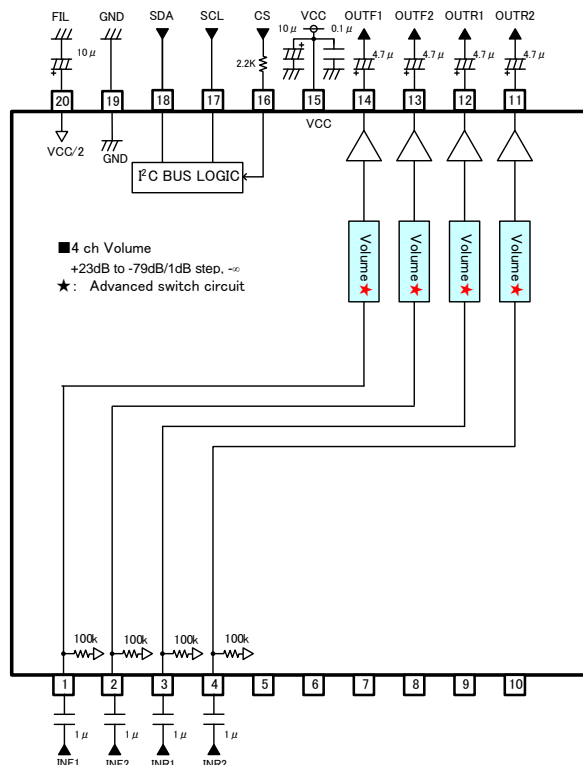 FIL GND SDA SCL CS VCC OUTF1 OUTF2 OUTR1 OUTR2
10μ 2.2K 10μ 0.1μ 4.7μ 4.7μ 4.7μ 4.7μ
20 19 18 17 16 15 14 13 12 11
VCC/2 GND VCC
I²C BUS LOGIC
■4 ch Volume
+23dB to -79dB/1dB step, -∞
★: Advanced switch circuit
Volume★ Volume★ Volume★ Volume★
100k 100k 100k 100k
1 2 3 4 5 6 7 8 9 10
1μ 1μ 1μ 1μ
INF1 INF2 INR1 INR2